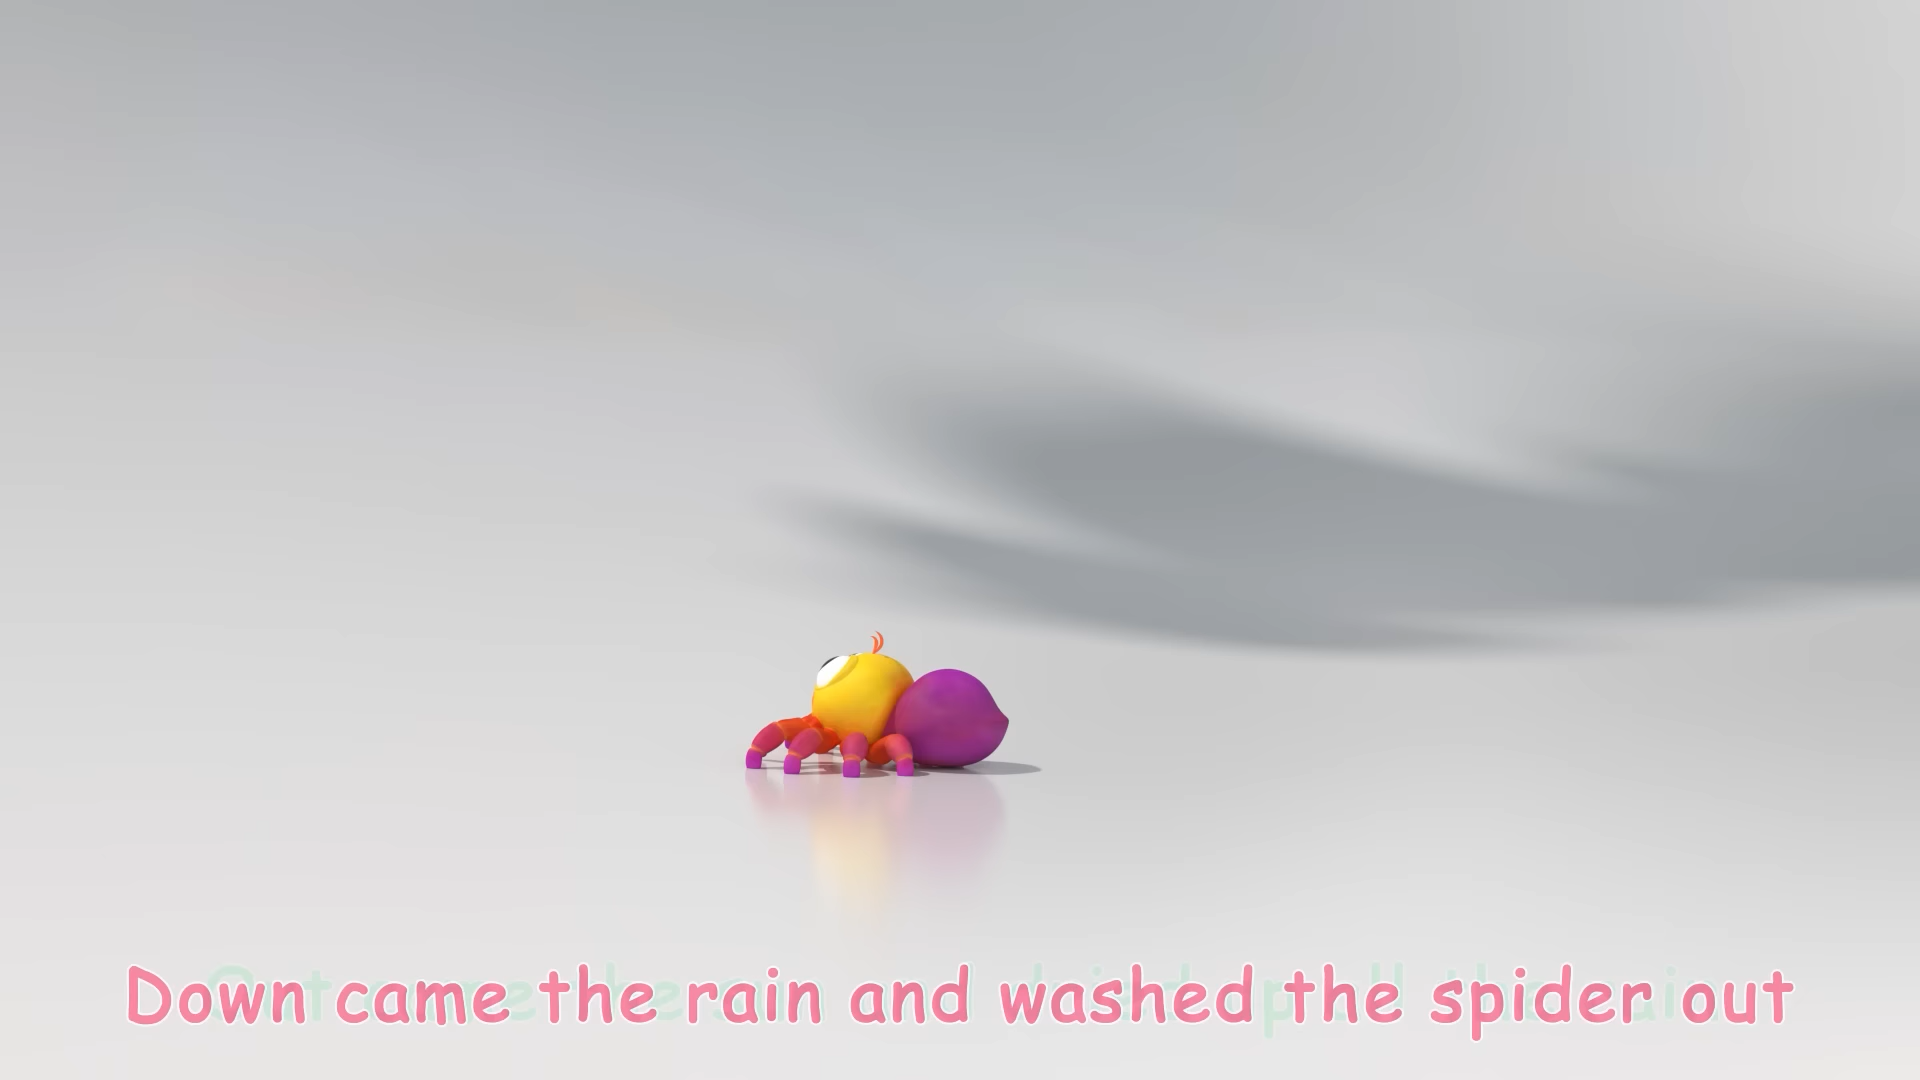 Down came the rain and washed the spider out